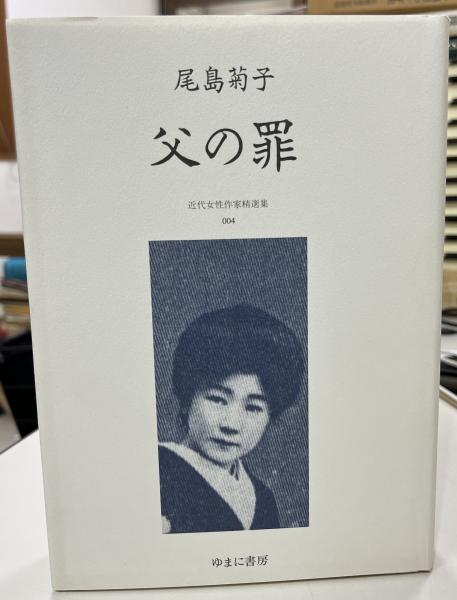 尾島菊子
父の罪
近代女性作家精選集
004
ゆまに書房